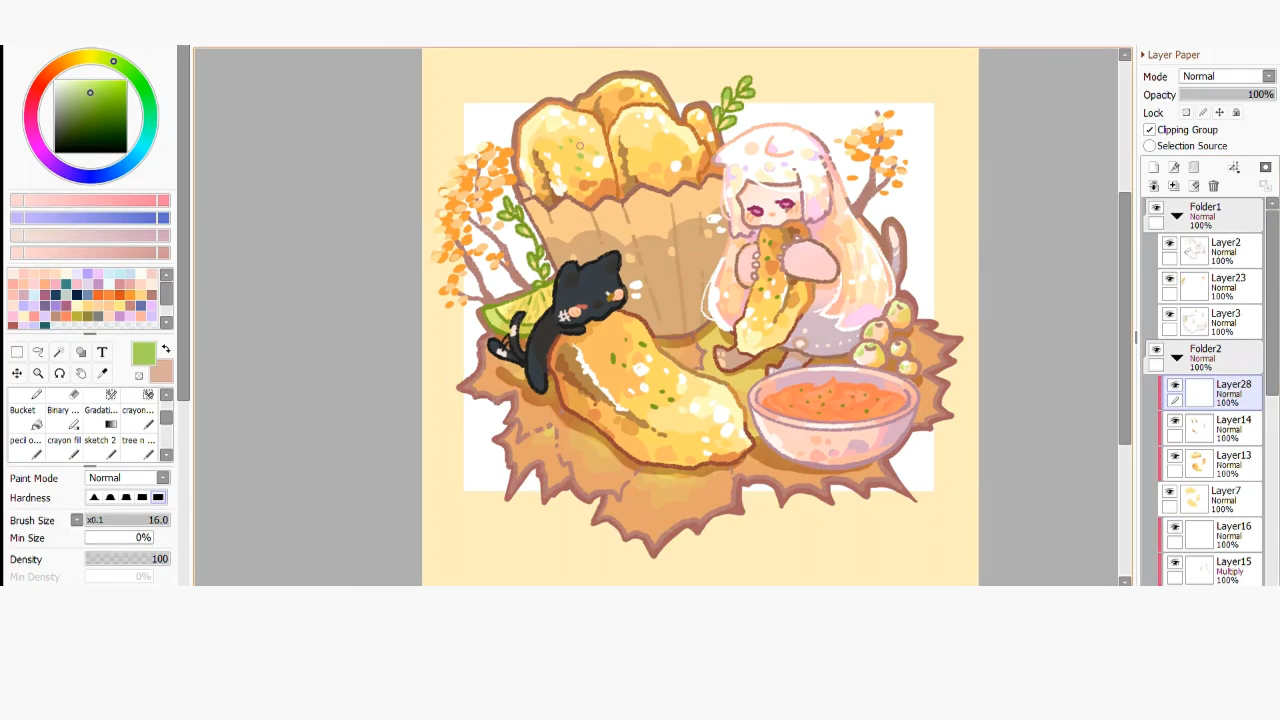 Layer Paper
Mode Normal
Opacity 100%
Lock
Clipping Group
Selection Source
Folder1
Normal
100%
Layer2
Normal
100%
Layer23
Normal
100%
Layer3
Normal
100%
Folder2
Normal
100%
Layer28
Normal
100%
Layer14
Normal
100%
Layer13
Normal
100%
Layer7
Normal
100%
Layer16
Normal
100%
Layer15
Multiply
100%
T
Bucket Binary ... Gradati... crayon...
pecil o... crayon fill sketch 2 tree n ...
Paint Mode Normal
Hardness
Brush Size x0.1 16.0
Min Size 0%
Density 100
Min Density 0%